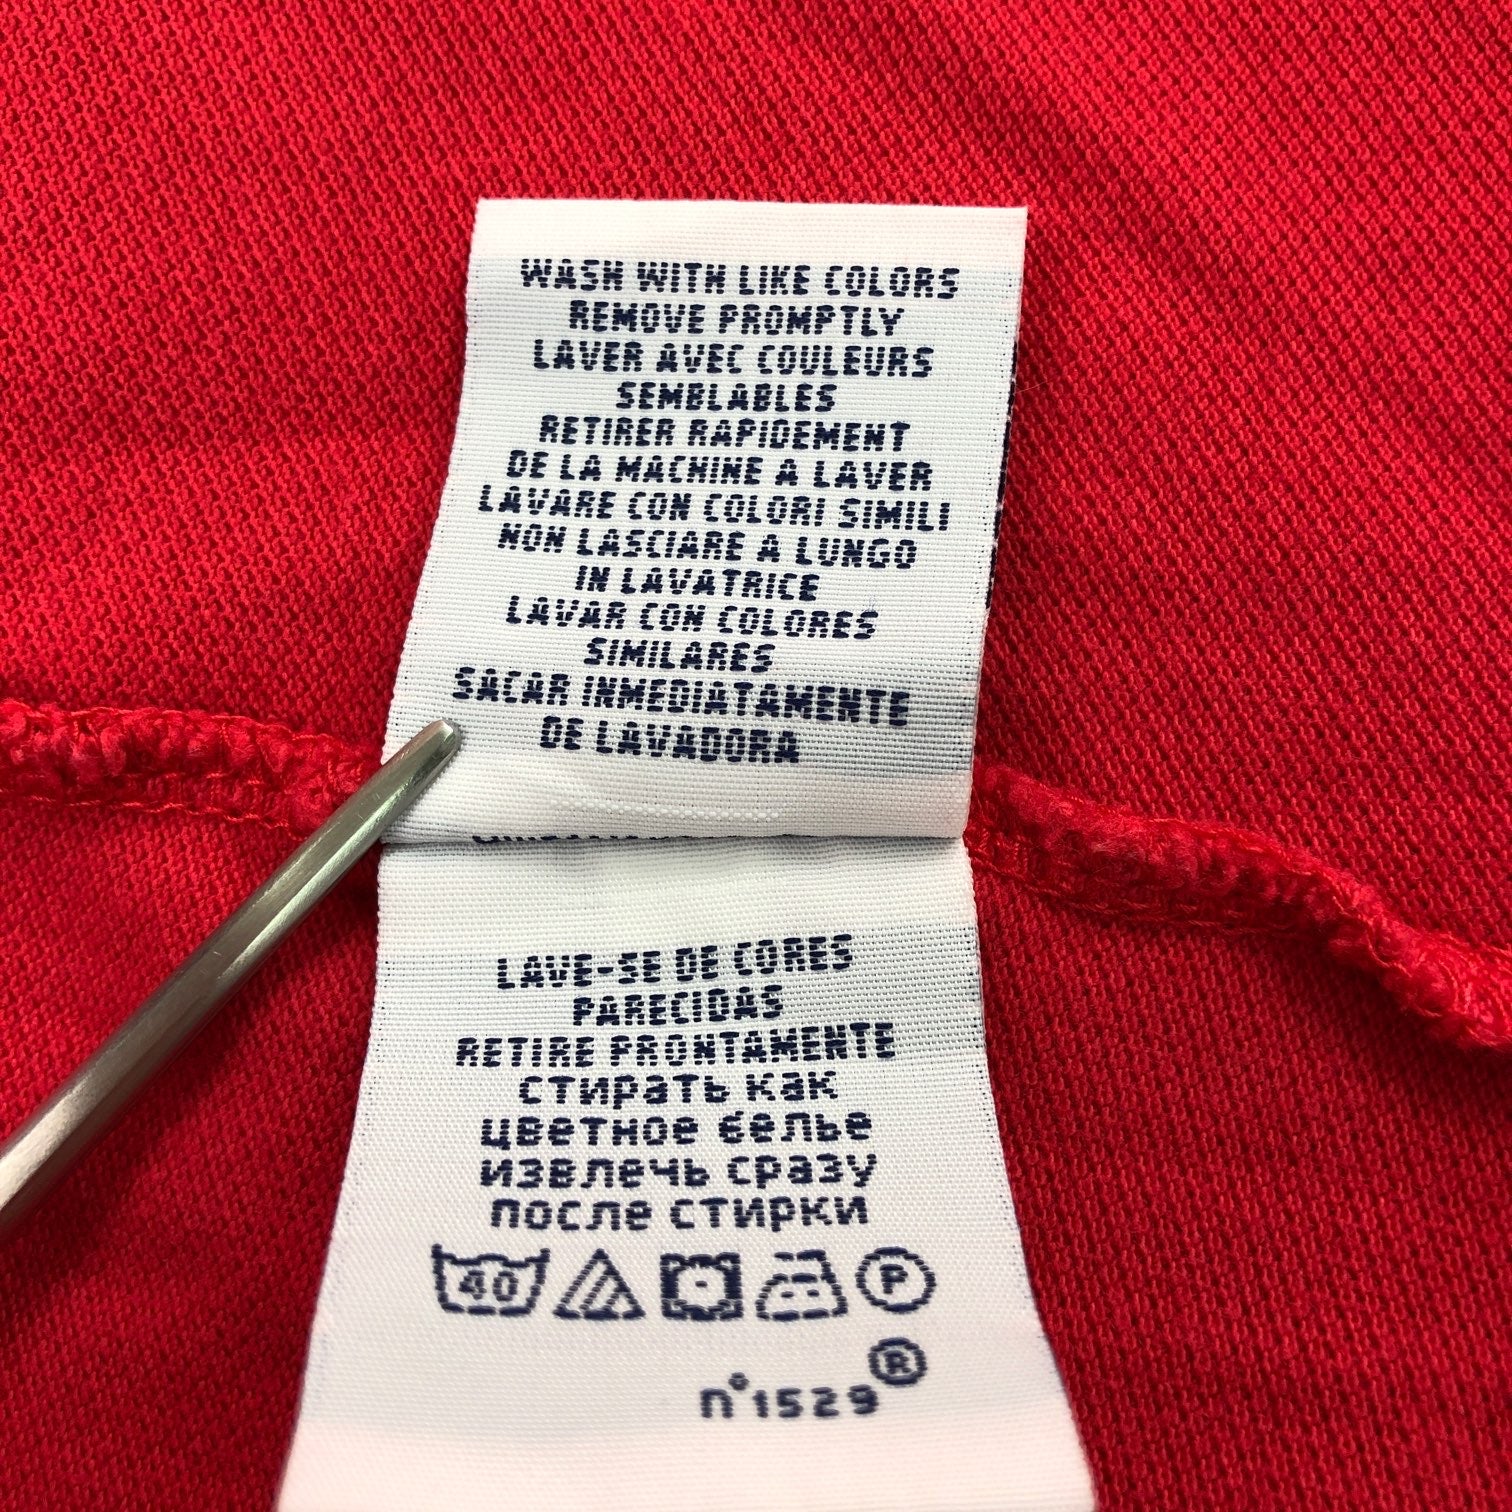 WASH WITH LIKE COLORS
REMOVE PROMPTLY
LAVER AVEC COULEURS
SEMBLABLES
RETIRER RAPIDEMENT
DE LA MACHINE A LAVER
LAVARE CON COLORI SIMILI
NON LASCIARE A LUNGO
IN LAVATRICE
LAVAR CON COLORES
SIMILARES
SACAR INMEDIATAMENTE
DE LAVADORA
LAVE-SE DE CORES
PARECIDAS
RETIRE PRONTAMENTE
стирать как
цветное белье
извлечь сразу
после стирки
40 P
n°1529®